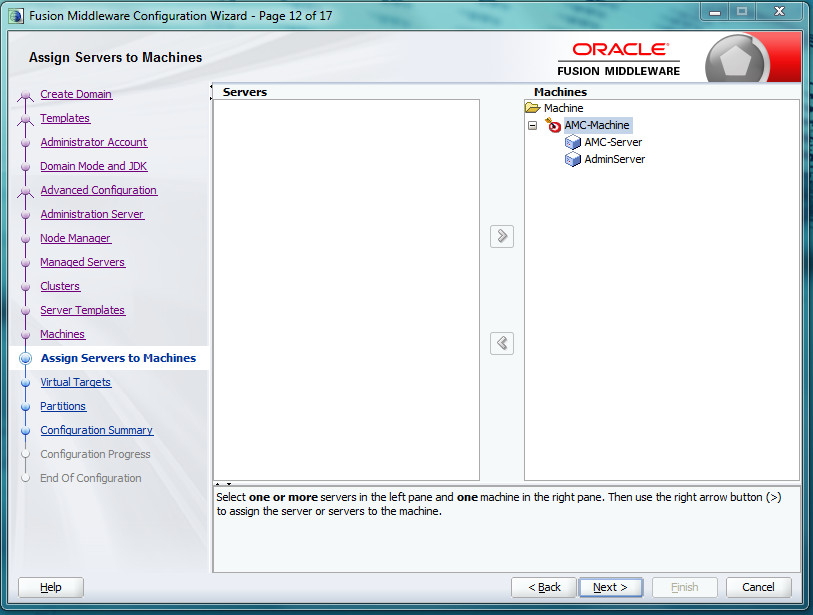 Fusion Middleware Configuration Wizard - Page 12 of 17
Assign Servers to Machines
ORACLE
FUSION MIDDLEWARE
Create Domain
Templates
Administrator Account
Domain Mode and JDK
Advanced Configuration
Administration Server
Node Manager
Managed Servers
Clusters
Server Templates
Machines
Assign Servers to Machines
Virtual Targets
Partitions
Configuration Summary
Configuration Progress
End Of Configuration
Servers
Machines
Machine
AMC-Machine
AMC-Server
AdminServer
Select one or more servers in the left pane and one machine in the right pane. Then use the right arrow button (>)
to assign the server or servers to the machine.
Help
< Back
Next >
Finish
Cancel